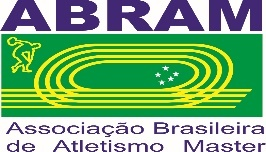 ABRAM
Associação Brasileira
de Atletismo Master